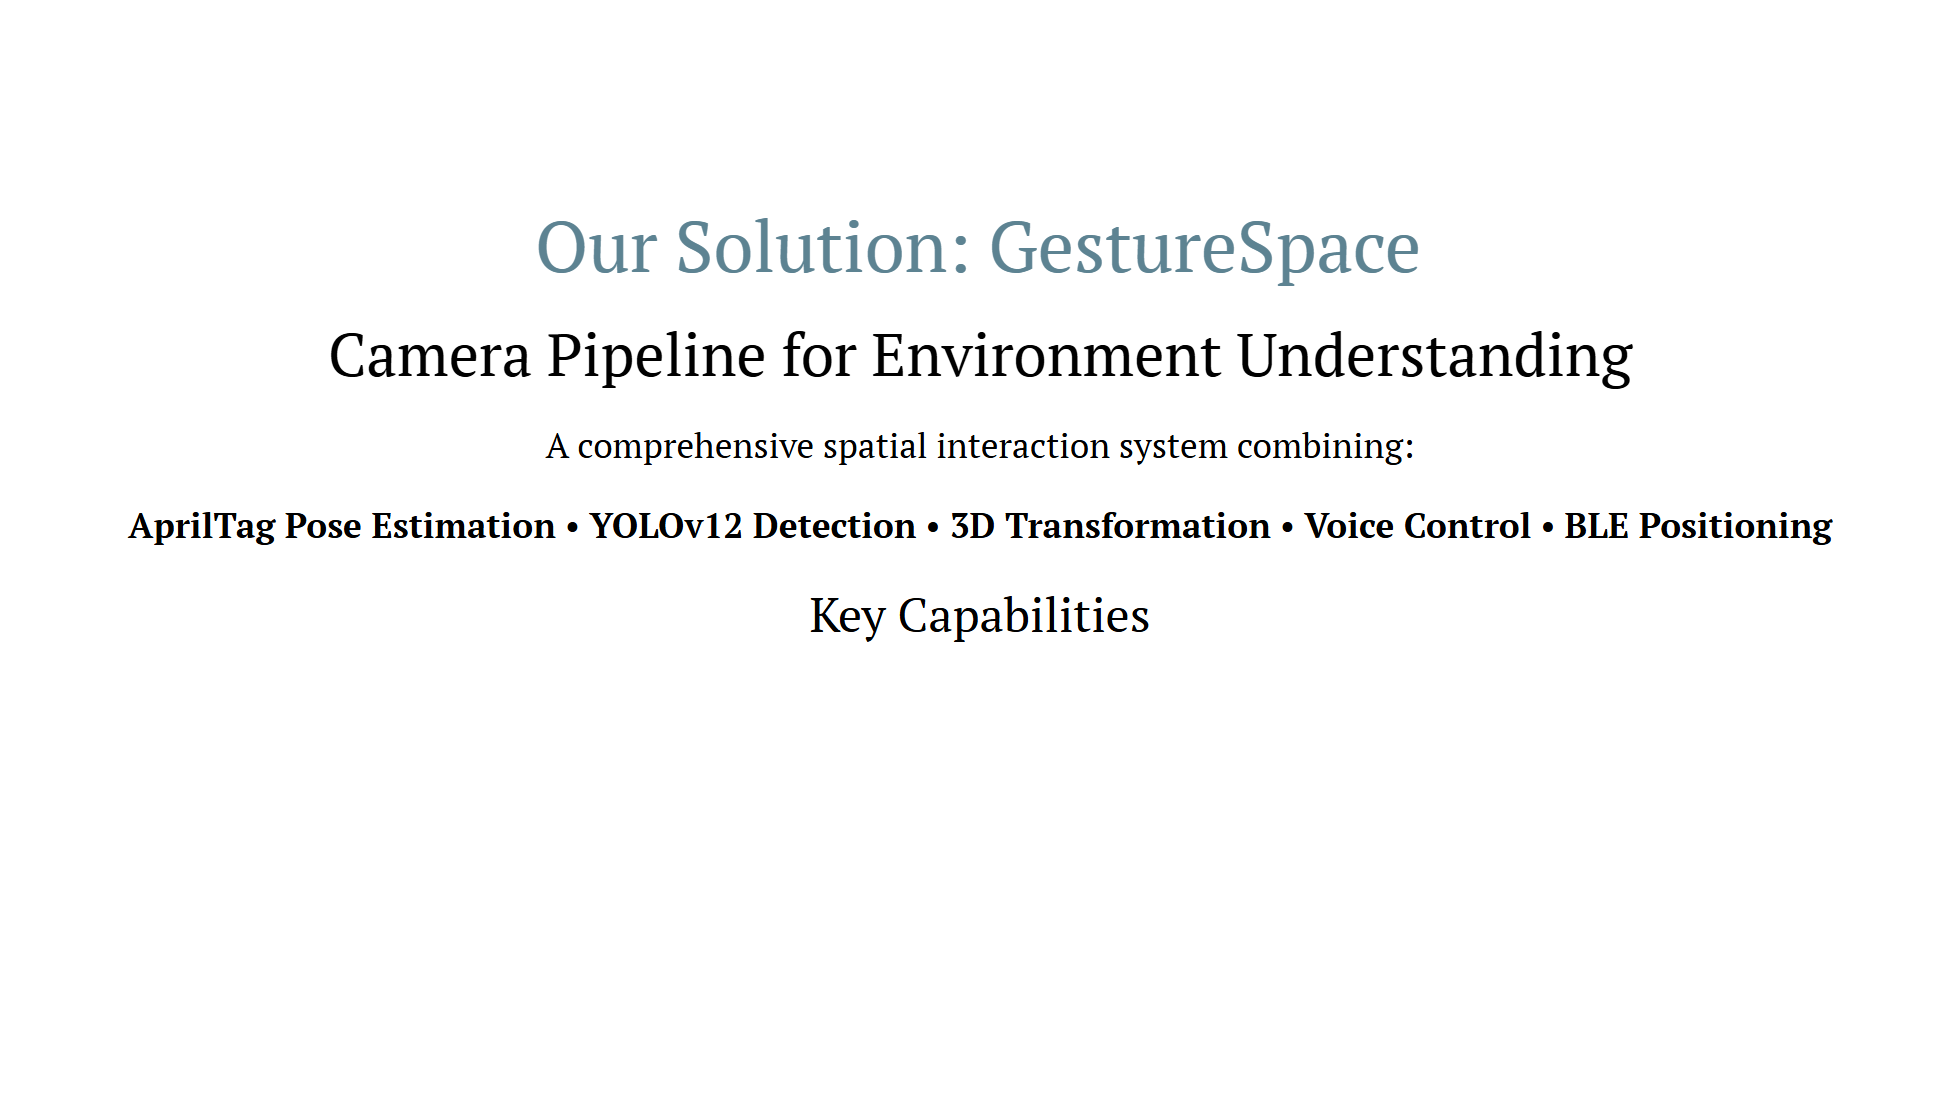 Our Solution: GestureSpace
Camera Pipeline for Environment Understanding
A comprehensive spatial interaction system combining:
AprilTag Pose Estimation • YOLOv12 Detection • 3D Transformation • Voice Control • BLE Positioning
Key Capabilities